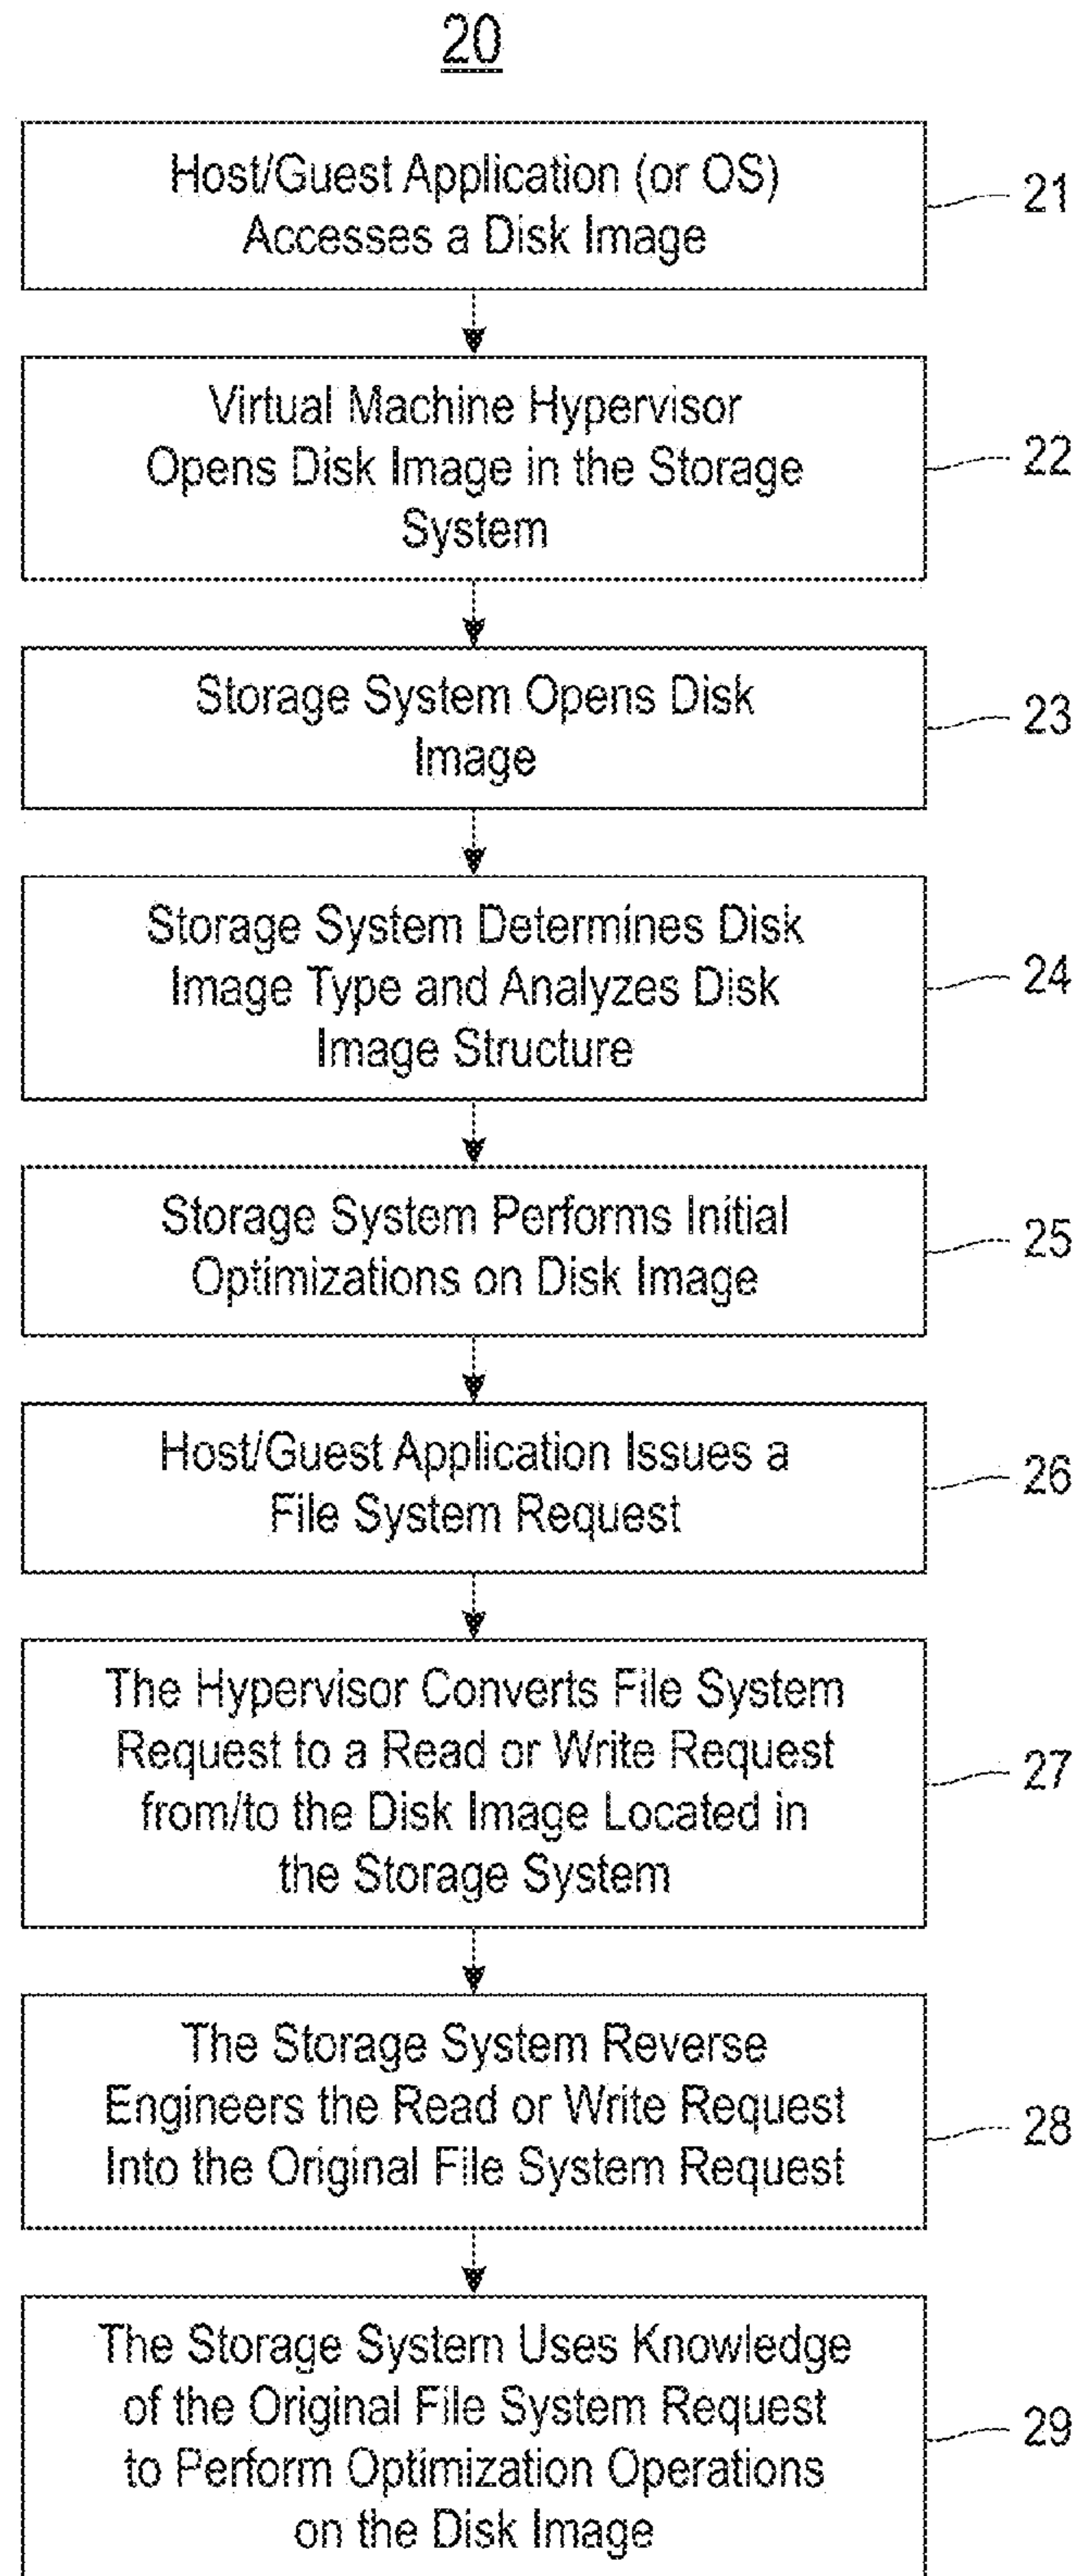 20
Host/Guest Application (or OS)
Accesses a Disk Image
21
Virtual Machine Hypervisor
Opens Disk Image in the Storage
System
22
Storage System Opens Disk
Image
23
Storage System Determines Disk
Image Type and Analyzes Disk
Image Structure
24
Storage System Performs Initial
Optimizations on Disk Image
25
Host/Guest Application Issues a
File System Request
26
The Hypervisor Converts File System
Request to a Read or Write Request
from/to the Disk Image Located in
the Storage System
27
The Storage System Reverse
Engineers the Read or Write Request
Into the Original File System Request
28
The Storage System Uses Knowledge
of the Original File System Request
to Perform Optimization Operations
on the Disk Image
29